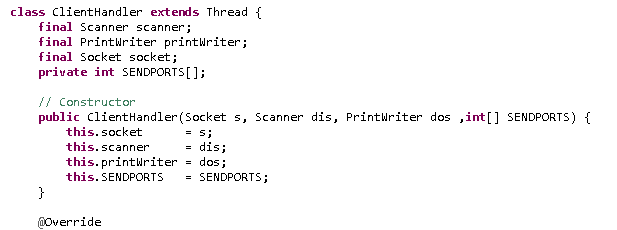 class ClientHandler extends Thread {
    final Scanner scanner;
    final PrintWriter printWriter;
    final Socket socket;
    private int SENDPORTS[];

    // Constructor
    public ClientHandler(Socket s, Scanner dis, PrintWriter dos ,int[] SENDPORTS) {
        this.socket      = s;
        this.scanner     = dis;
        this.printWriter = dos;
        this.SENDPORTS   = SENDPORTS;
    }

    @Override